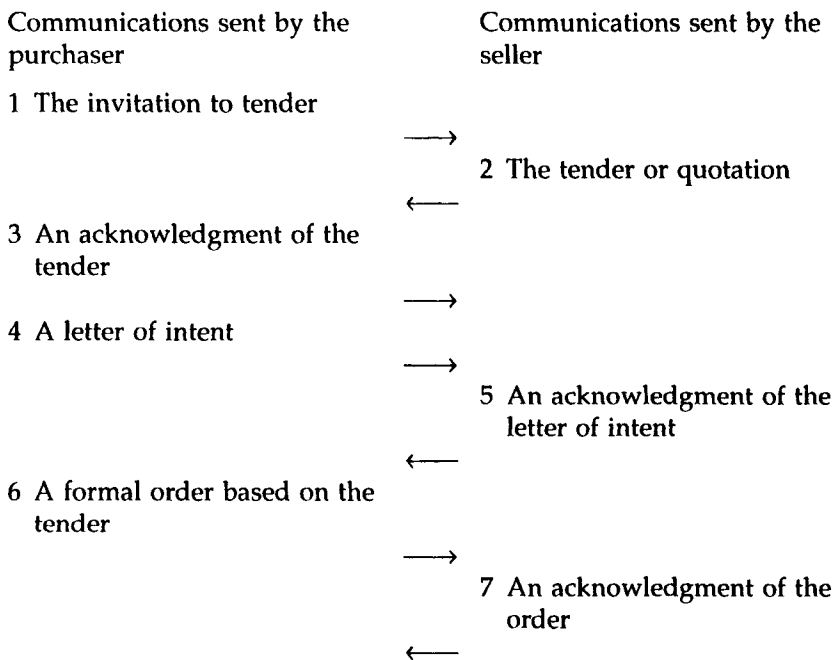 Communications sent by the
purchaser
Communications sent by the
seller
1 The invitation to tender
→
2 The tender or quotation
←
3 An acknowledgment of the
tender
→
4 A letter of intent
→
5 An acknowledgment of the
letter of intent
←
6 A formal order based on the
tender
→
7 An acknowledgment of the
order
←